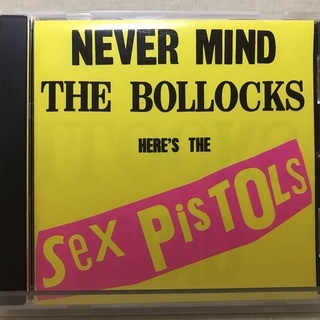 NEVER MIND
THE BOLLOCKS
HERE'S THE
Sex PiSTOLs